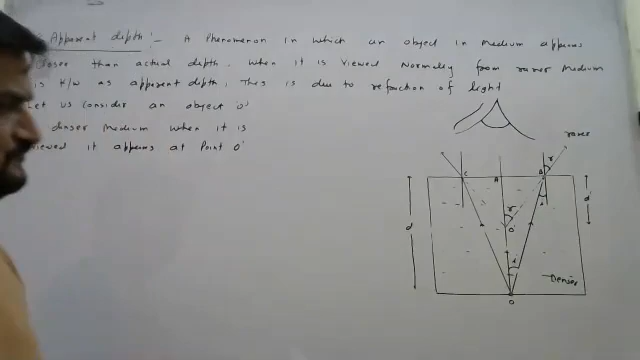 Apparent depth :- A Phenomenon in which an object in medium appears
closer than actual depth. When it is viewed Normaly from rarer medium
is K/w as apparent depth. This is due to refraction of light
Let us consider an object 'o'
denser medium when it is
viewed it appears at Point O'
rarer
r
C A B
d'
r
i
O'
d
i
Denser
O